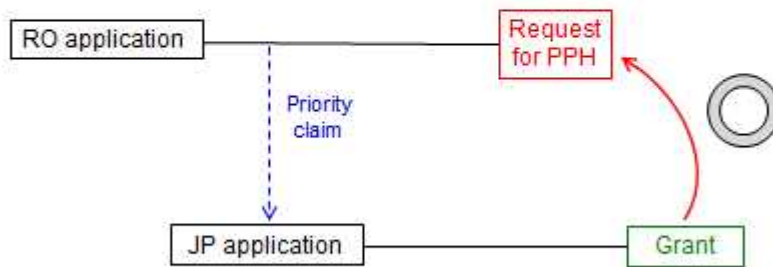 RO application
Request
for PPH
Priority
claim
JP application
Grant